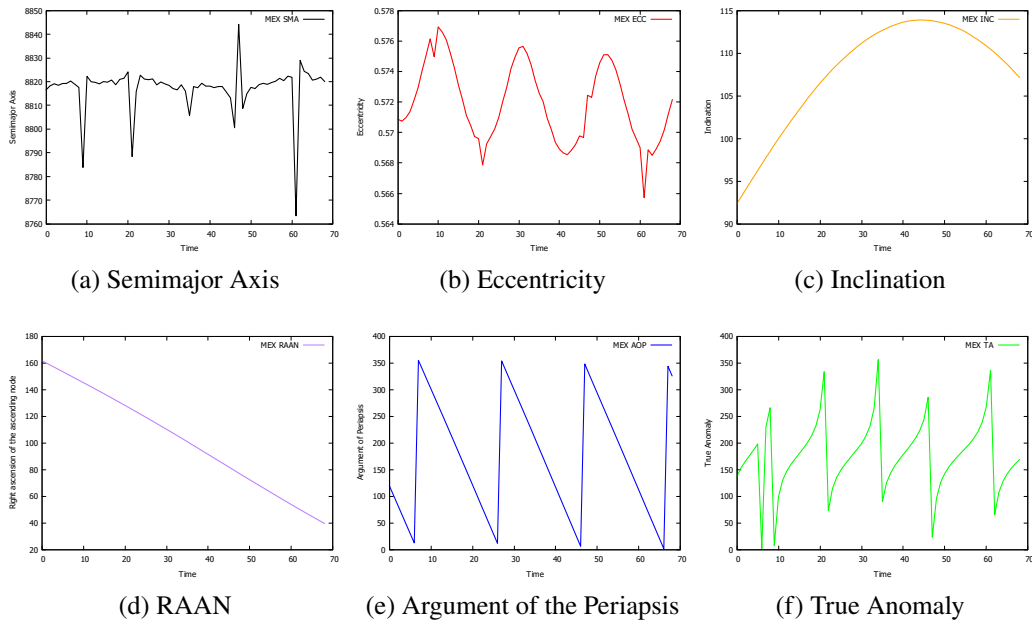 8850
8840
8830
8820
8810
8800
8790
8780
8770
8760
0 10 20 30 40 50 60 70
Semimajor Axis
Time
MEX SMA
(a) Semimajor Axis
0.578
0.576
0.574
0.572
0.57
0.568
0.566
0.564
0 10 20 30 40 50 60 70
Eccentricity
Time
MEX ECC
(b) Eccentricity
115
110
105
100
95
90
0 10 20 30 40 50 60 70
Inclination
Time
MEX INC
(c) Inclination
180
160
140
120
100
80
60
40
20
0 10 20 30 40 50 60 70
Right ascension of the ascending node
Time
MEX RAAN
(d) RAAN
400
350
300
250
200
150
100
50
0
0 10 20 30 40 50 60 70
Aargument of Periapsis
Time
MEX AOP
(e) Argument of the Periapsis
400
350
300
250
200
150
100
50
0
0 10 20 30 40 50 60 70
True Anomaly
Time
MEX TA
(f) True Anomaly